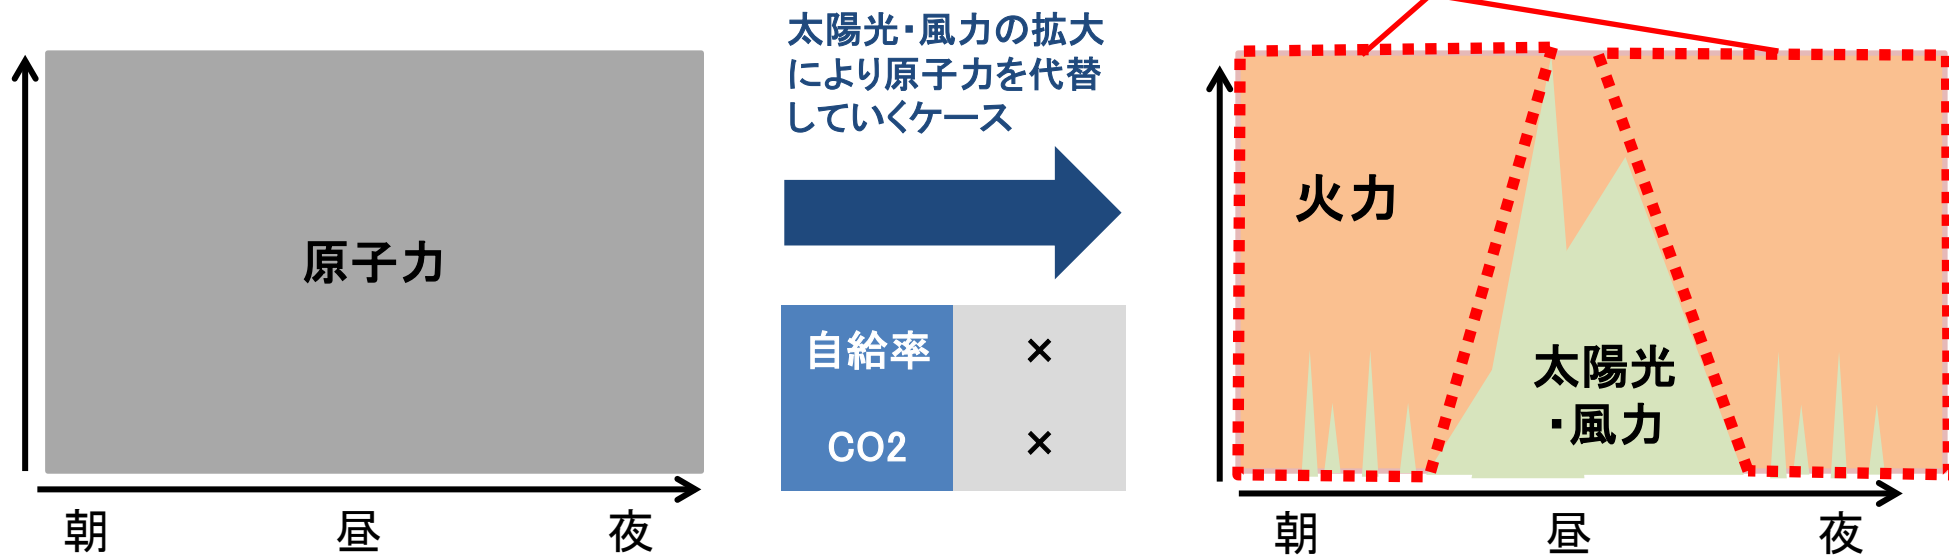 太陽光・風力の拡大
により原子力を代替
していくケース
原子力
朝
昼
夜
自給率
×
CO2
×
火力
太陽光
・風力
朝
昼
夜